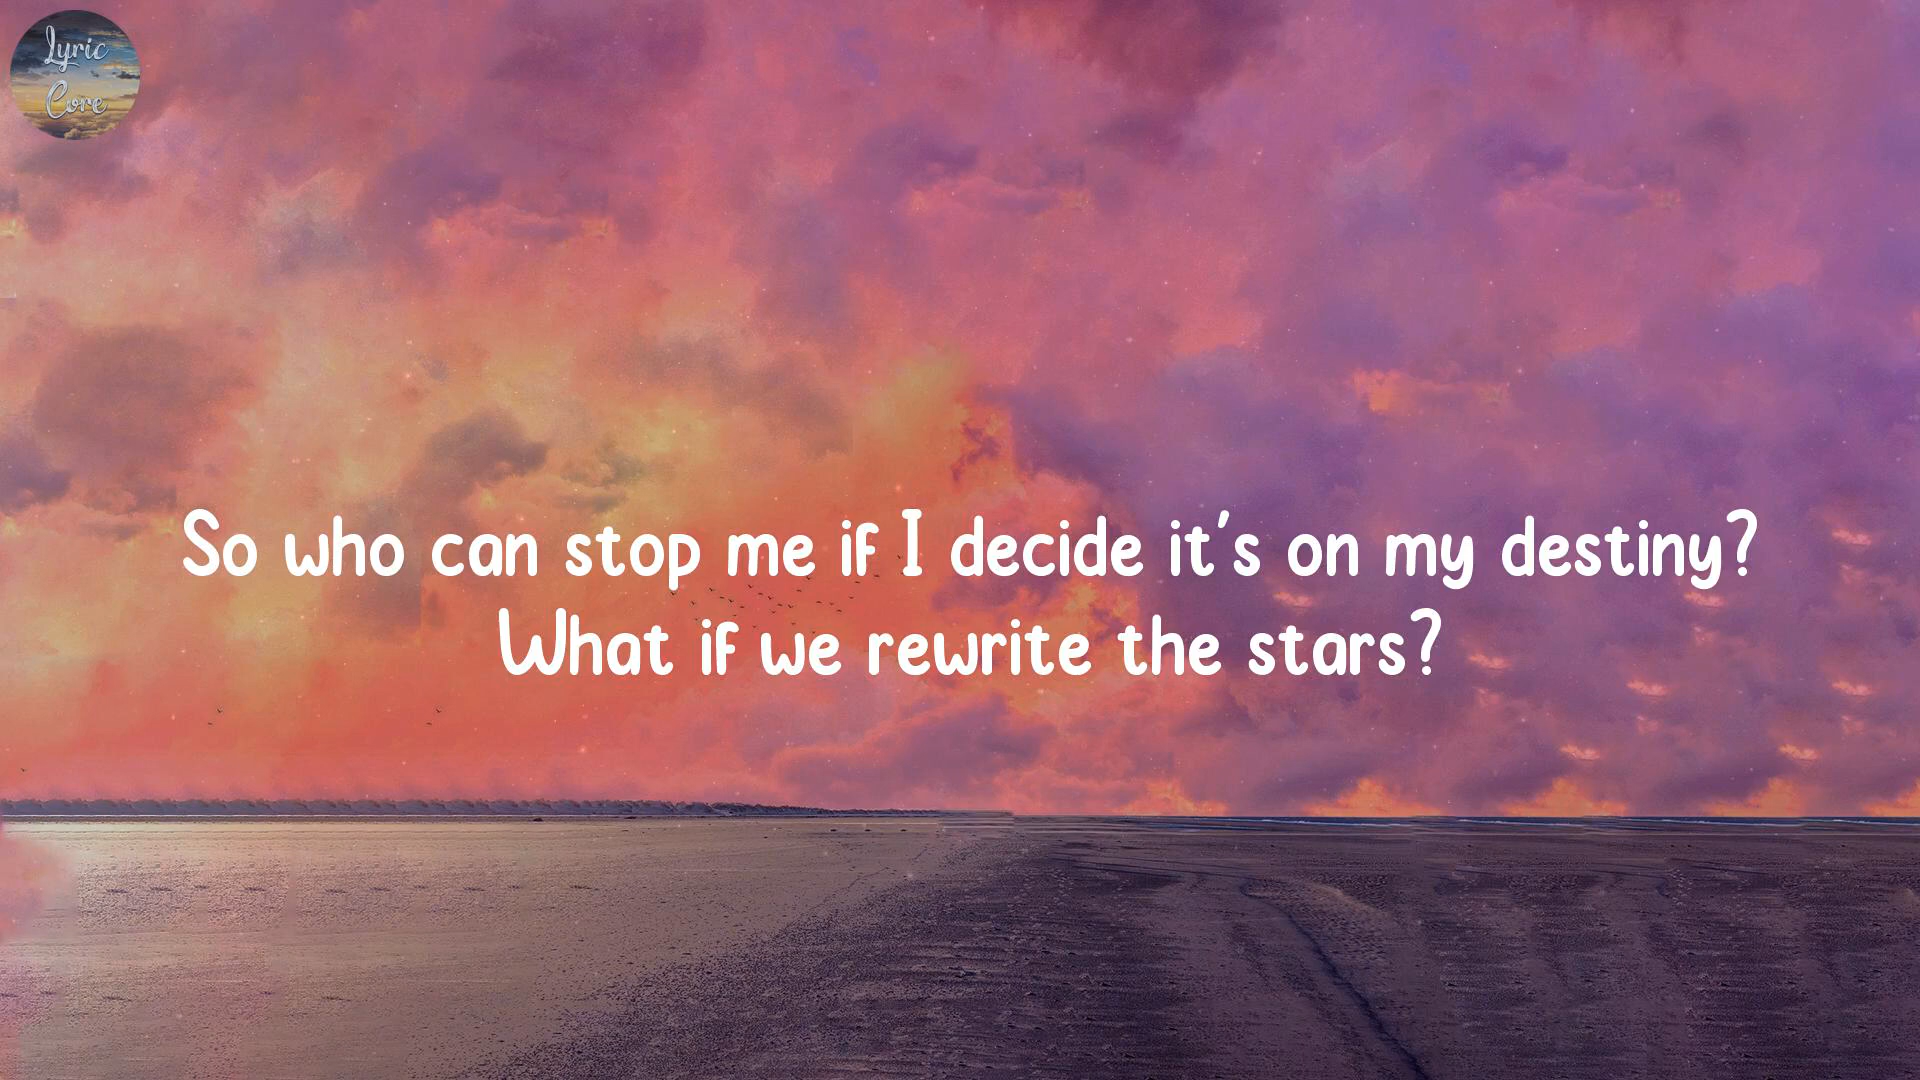 Lyric
Core
So who can stop me if I decide it's on my destiny?
What if we rewrite the stars?